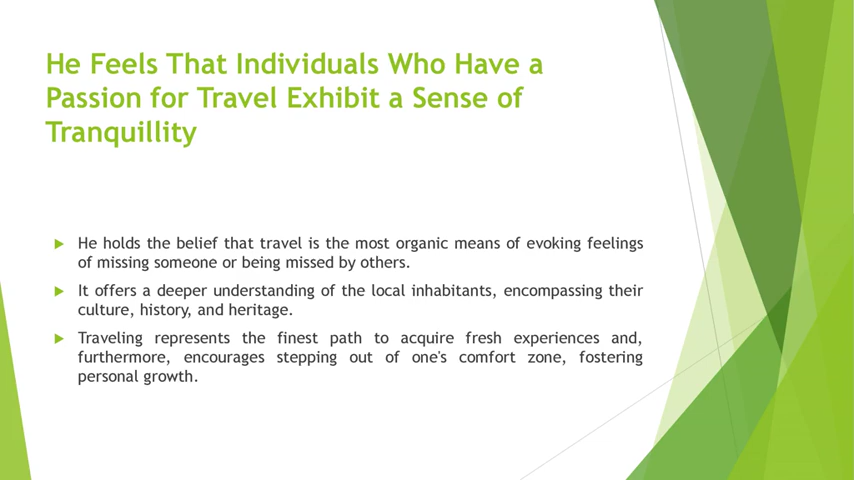 He Feels That Individuals Who Have a
Passion for Travel Exhibit a Sense of
Tranquillity
He holds the belief that travel is the most organic means of evoking feelings
of missing someone or being missed by others.
It offers a deeper understanding of the local inhabitants, encompassing their
culture, history, and heritage.
Traveling represents the finest path to acquire fresh experiences and,
furthermore, encourages stepping out of one's comfort zone, fostering
personal growth.